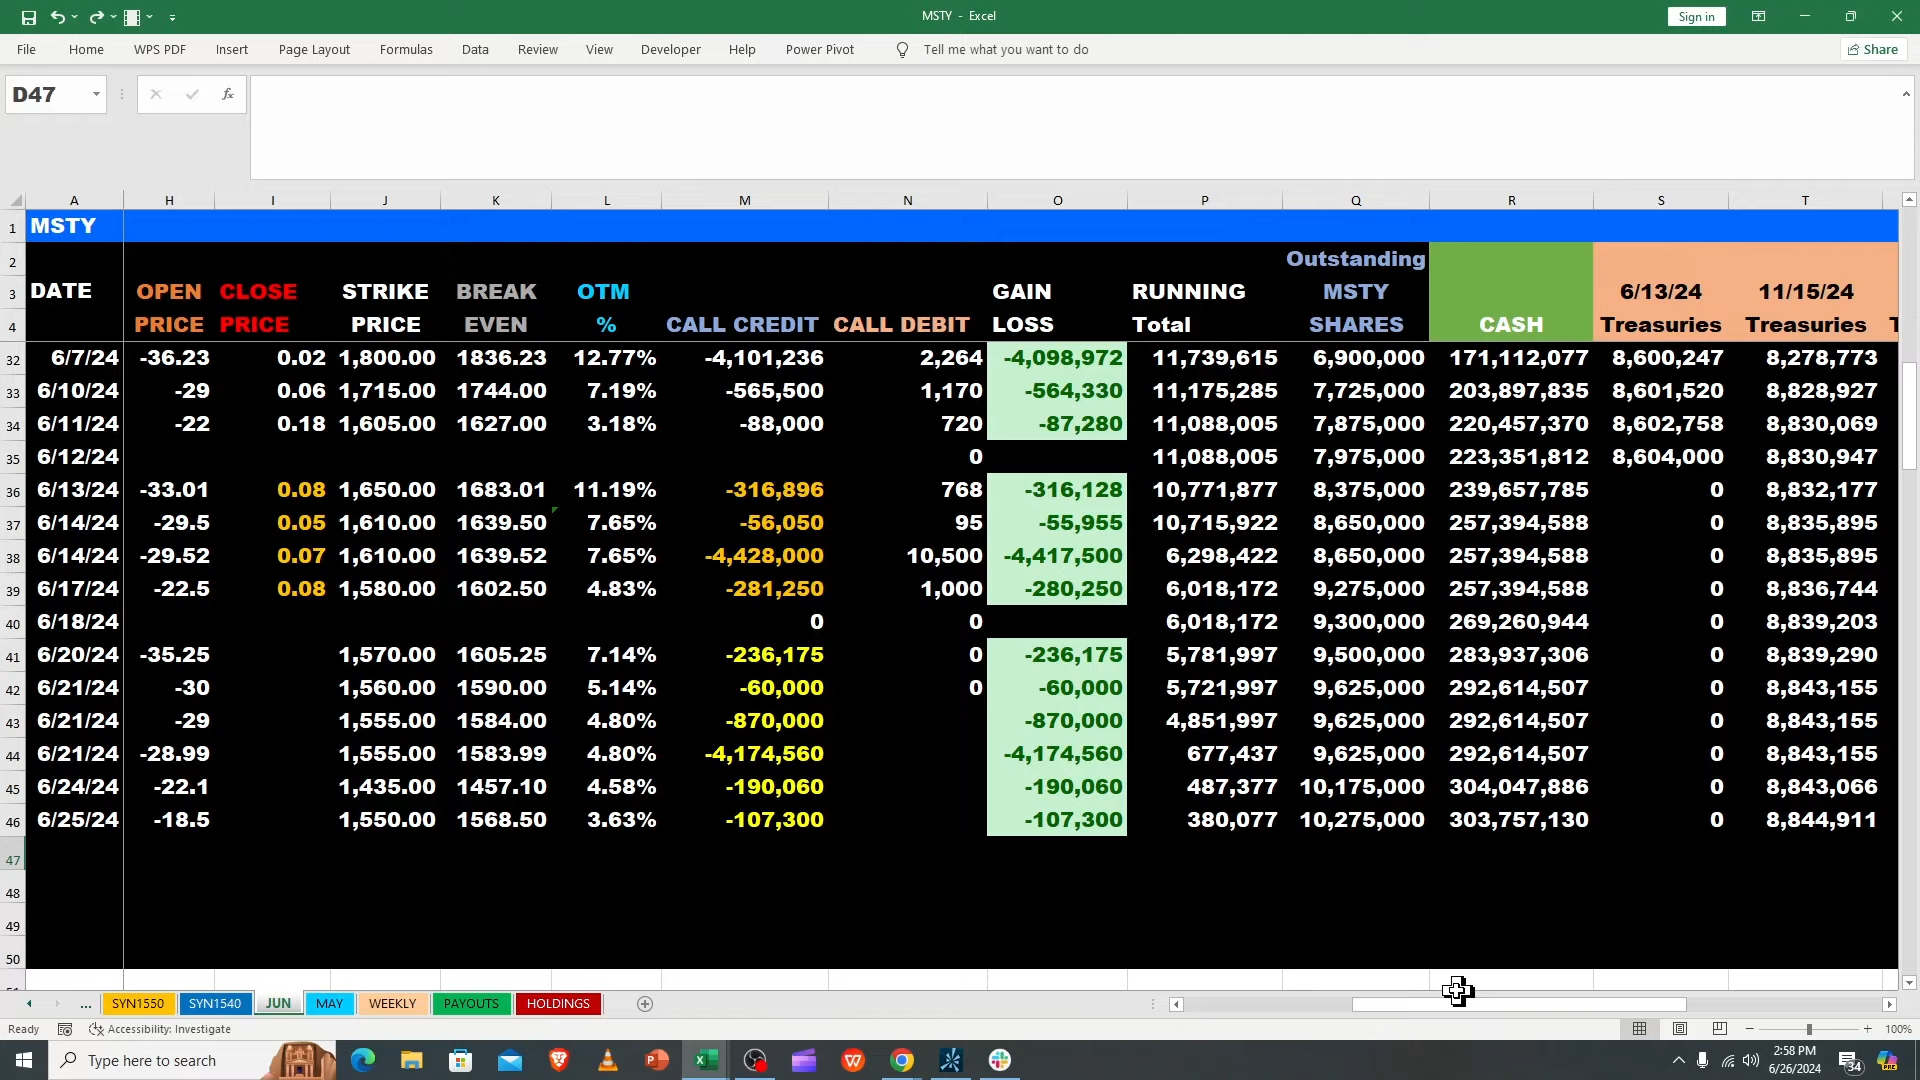 MSTY - Excel
Sign in
File Home WPS PDF Insert Page Layout Formulas Data Review View Developer Help Power Pivot Tell me what you want to do Share
D47 fx
A H I J K L M N O P Q R S T
1 MSTY
2 Outstanding
3 DATE OPEN CLOSE STRIKE BREAK OTM GAIN RUNNING MSTY 6/13/24 11/15/24
4 PRICE PRICE PRICE EVEN % CALL CREDIT CALL DEBIT LOSS Total SHARES CASH Treasuries Treasuries T
32 6/7/24 -36.23 0.02 1,800.00 1836.23 12.77% -4,101,236 2,264 -4,098,972 11,739,615 6,900,000 171,112,077 8,600,247 8,278,773
33 6/10/24 -29 0.06 1,715.00 1744.00 7.19% -565,500 1,170 -564,330 11,175,285 7,725,000 203,897,835 8,601,520 8,828,927
34 6/11/24 -22 0.18 1,605.00 1627.00 3.18% -88,000 720 -87,280 11,088,005 7,875,000 220,457,370 8,602,758 8,830,069
35 6/12/24 0 11,088,005 7,975,000 223,351,812 8,604,000 8,830,947
36 6/13/24 -33.01 0.08 1,650.00 1683.01 11.19% -316,896 768 -316,128 10,771,877 8,375,000 239,657,785 0 8,832,177
37 6/14/24 -29.5 0.05 1,610.00 1639.50 7.65% -56,050 95 -55,955 10,715,922 8,650,000 257,394,588 0 8,835,895
38 6/14/24 -29.52 0.07 1,610.00 1639.52 7.65% -4,428,000 10,500 -4,417,500 6,298,422 8,650,000 257,394,588 0 8,835,895
39 6/17/24 -22.5 0.08 1,580.00 1602.50 4.83% -281,250 1,000 -280,250 6,018,172 9,275,000 257,394,588 0 8,836,744
40 6/18/24 0 0 6,018,172 9,300,000 269,260,944 0 8,839,203
41 6/20/24 -35.25 1,570.00 1605.25 7.14% -236,175 0 -236,175 5,781,997 9,500,000 283,937,306 0 8,839,290
42 6/21/24 -30 1,560.00 1590.00 5.14% -60,000 0 -60,000 5,721,997 9,625,000 292,614,507 0 8,843,155
43 6/21/24 -29 1,555.00 1584.00 4.80% -870,000 -870,000 4,851,997 9,625,000 292,614,507 0 8,843,155
44 6/21/24 -28.99 1,555.00 1583.99 4.80% -4,174,560 -4,174,560 677,437 9,625,000 292,614,507 0 8,843,155
45 6/24/24 -22.1 1,435.00 1457.10 4.58% -190,060 -190,060 487,377 10,175,000 304,047,886 0 8,843,066
46 6/25/24 -18.5 1,550.00 1568.50 3.63% -107,300 -107,300 380,077 10,275,000 303,757,130 0 8,844,911
47
48
49
50
... SYN1550 SYN1540 JUN MAY WEEKLY PAYOUTS HOLDINGS
Ready Accessibility: Investigate 100%
Type here to search
2:58 PM
6/26/2024
34